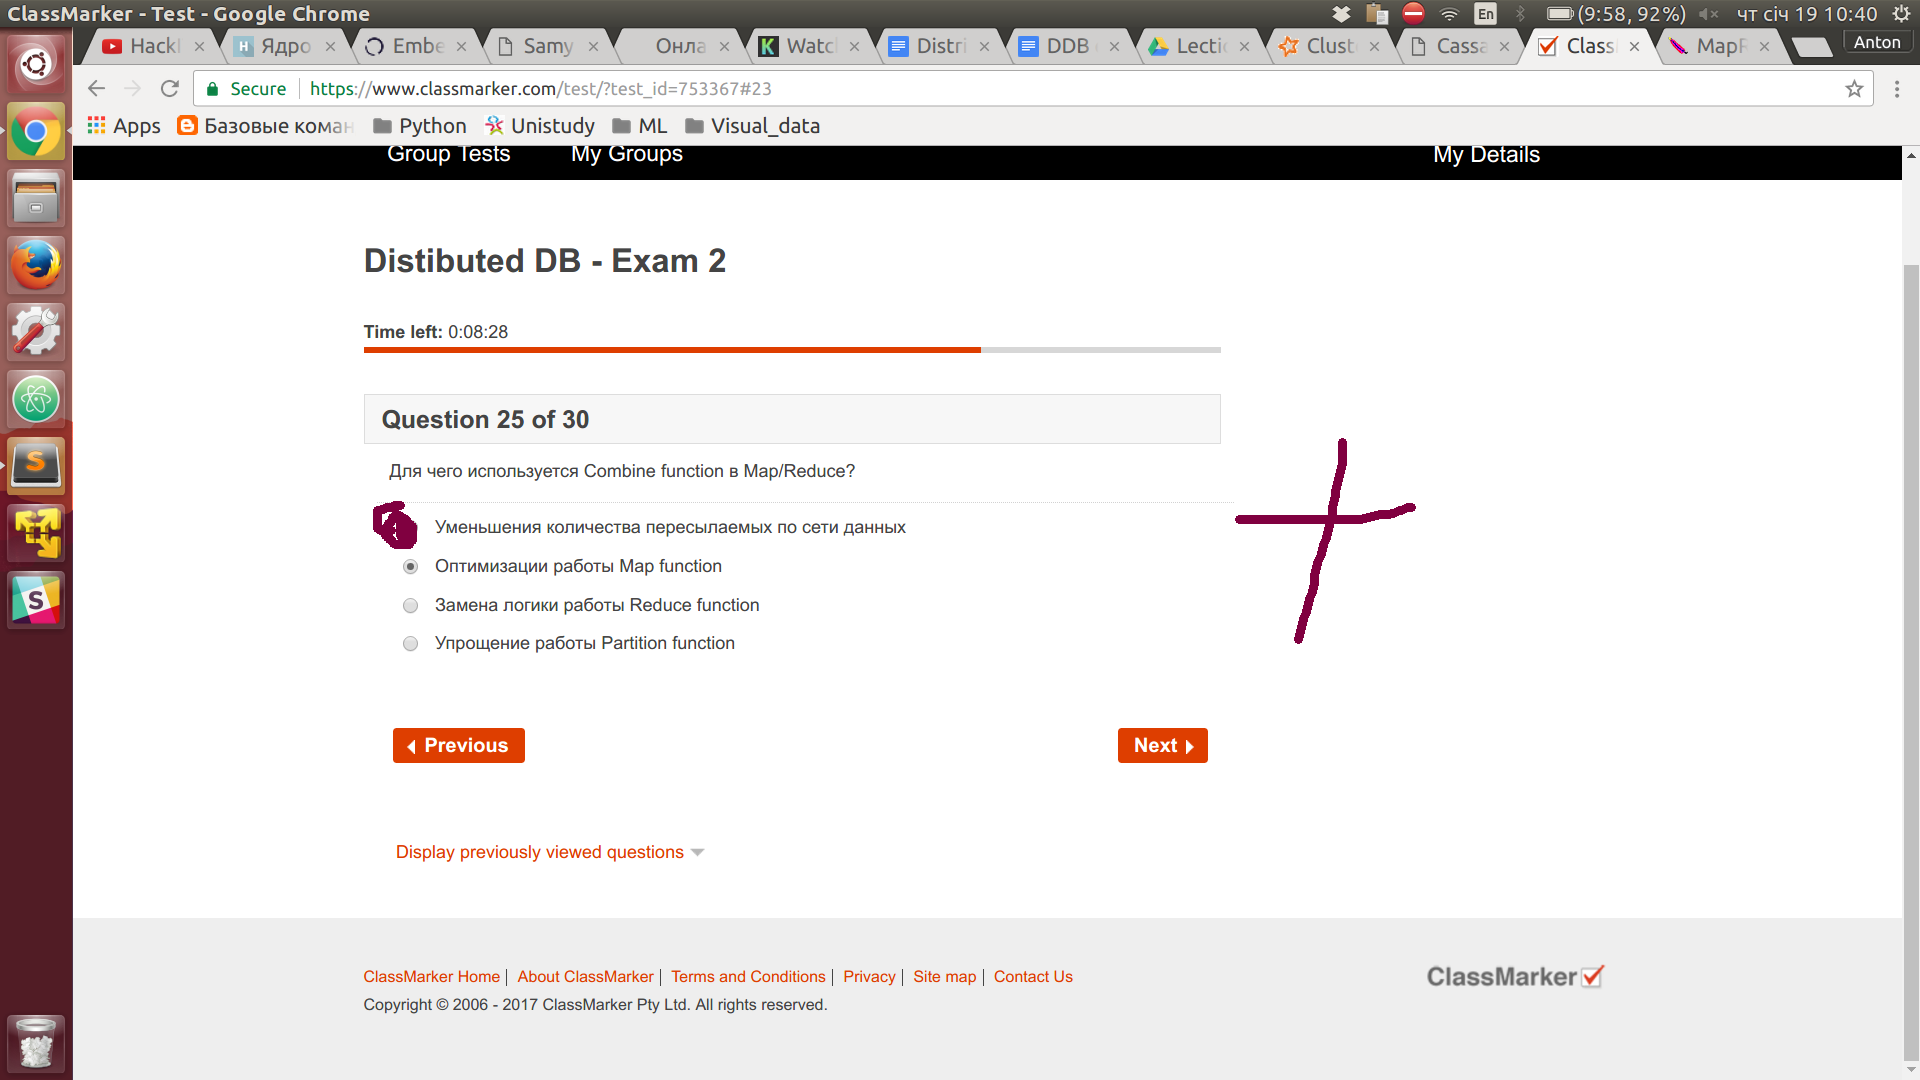 ClassMarker - Test - Google Chrome
En
(9:58, 92%)
чт січ 19 10:40
Hack
Ядро
Embe
Samy
Онла
Watc
Distri
DDB
Lecti
Clust
Cassa
Class
MapR
Anton
Secure
https://www.classmarker.com/test/?test_id=753367#23
Apps
Базовые коман
Python
Unistudy
ML
Visual_data
Group Tests
My Groups
My Details
Distibuted DB - Exam 2
Time left: 0:08:28
Question 25 of 30
Для чего используется Combine function в Map/Reduce?
Уменьшения количества пересылаемых по сети данных
Оптимизации работы Map function
Замена логики работы Reduce function
Упрощение работы Partition function
Previous
Next
Display previously viewed questions
ClassMarker Home | About ClassMarker | Terms and Conditions | Privacy | Site map | Contact Us
ClassMarker
Copyright © 2006 - 2017 ClassMarker Pty Ltd. All rights reserved.